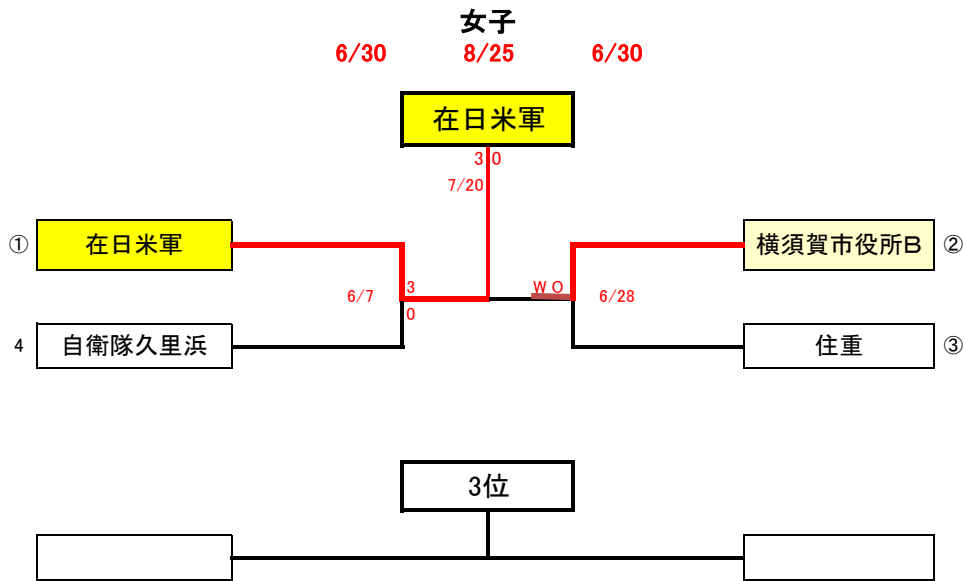 女子
6/30 8/25 6/30
在日米軍
3 0
7/20
① 在日米軍
横須賀市役所B ②
6/7 3
WO 6/28
0
4 自衛隊久里浜
住重 ③
3位